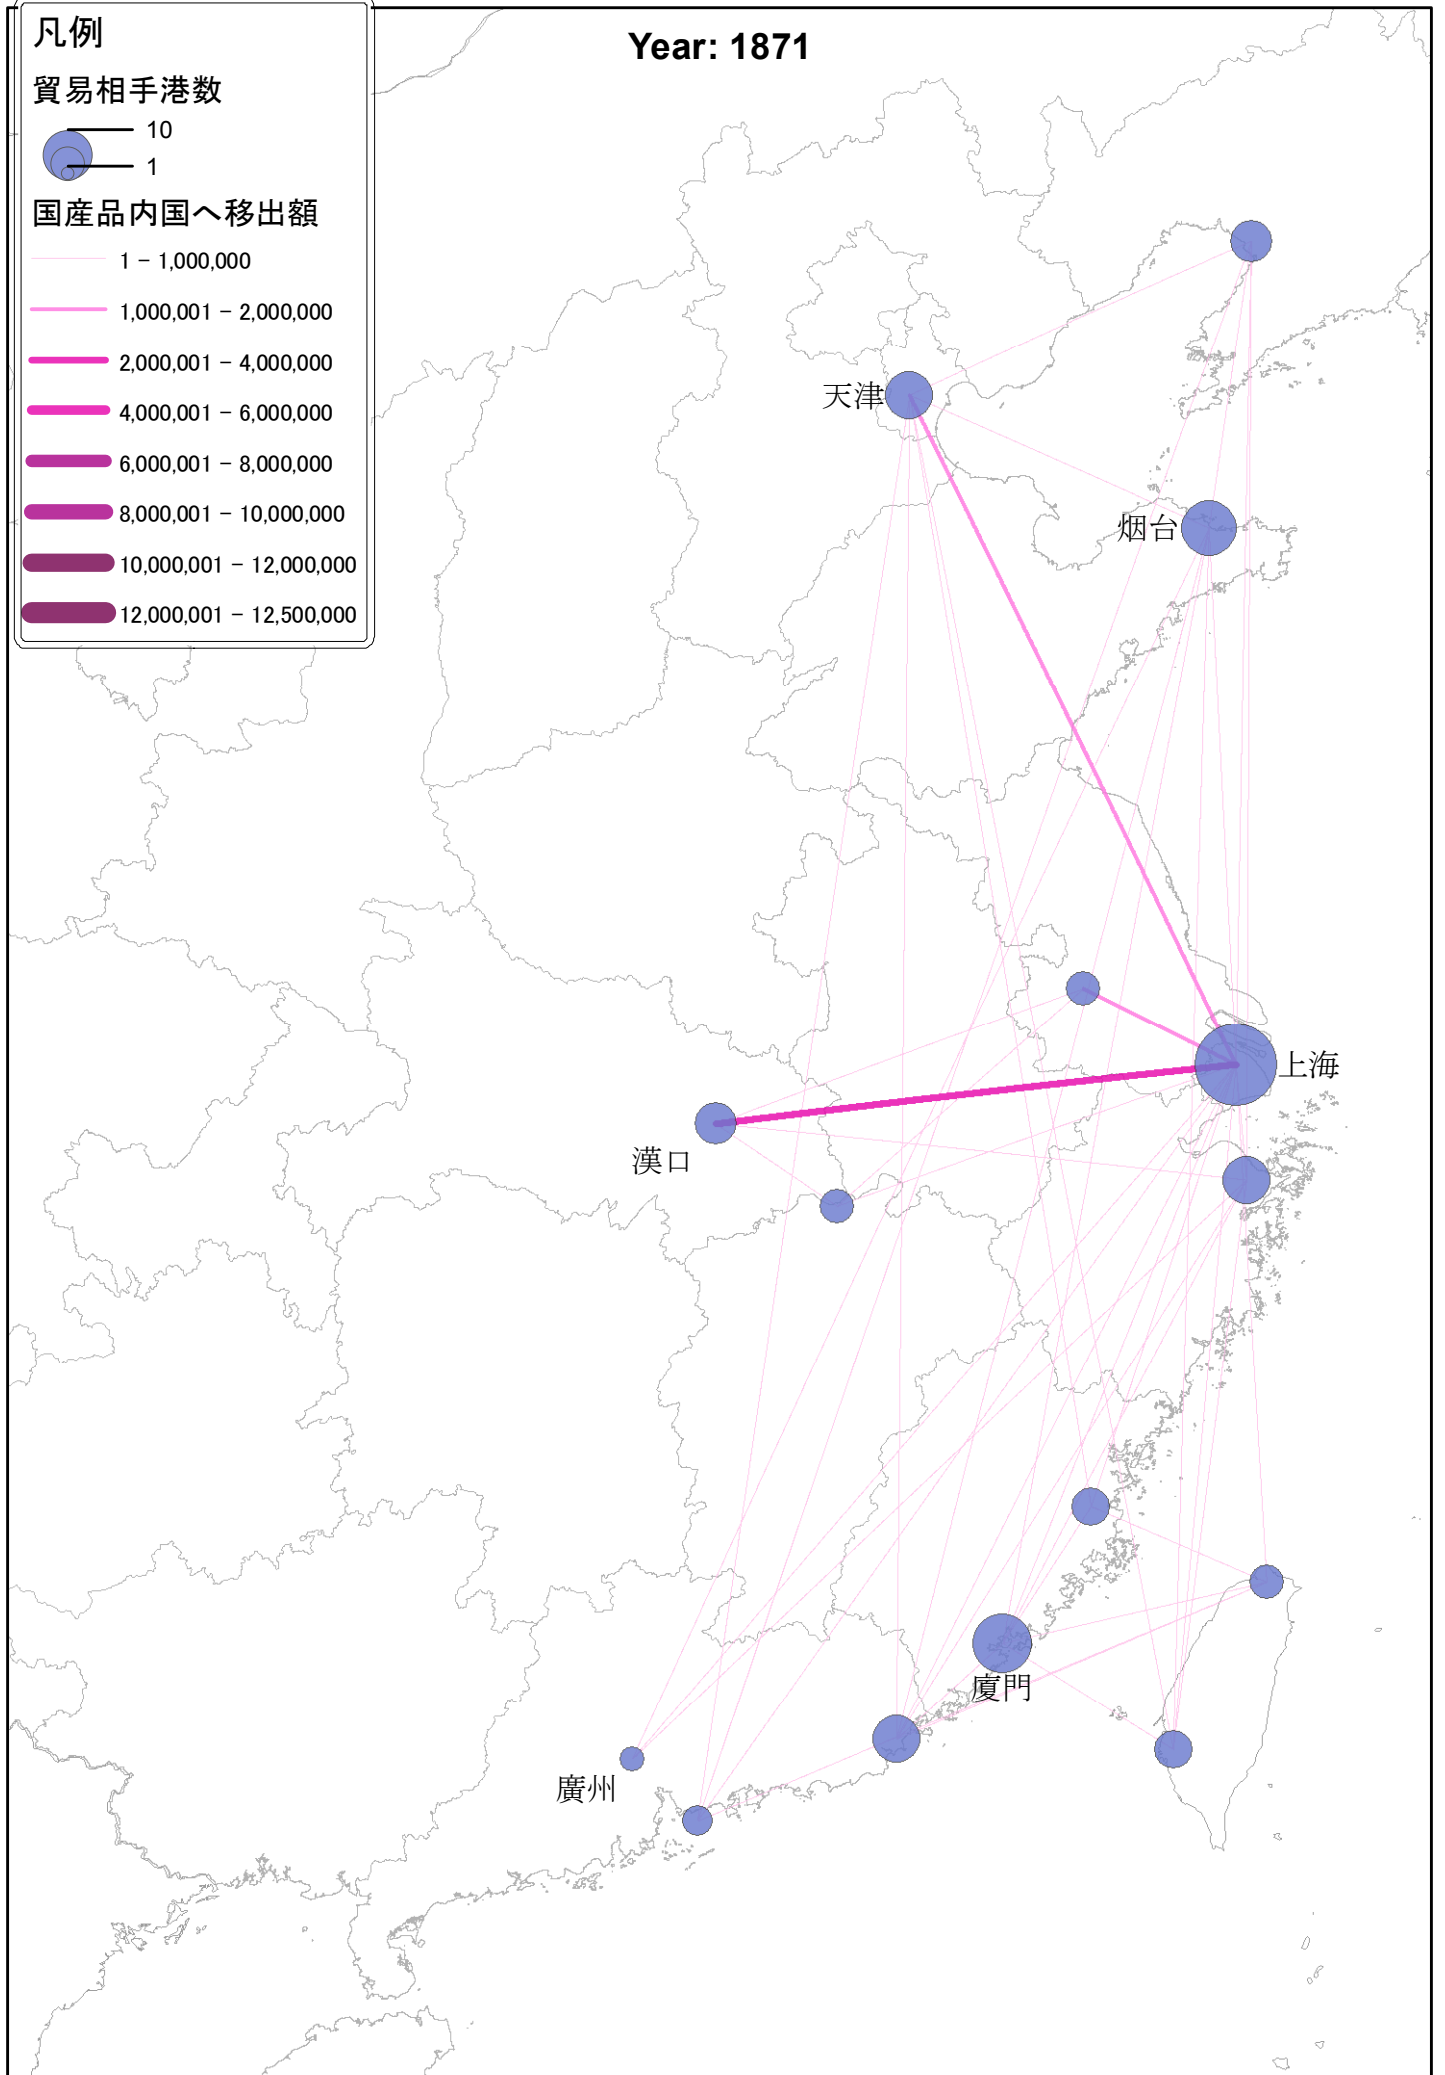 凡例
貿易相手港数
10
1
国産品内国へ移出額
1 - 1,000,000
1,000,001 - 2,000,000
2,000,001 - 4,000,000
4,000,001 - 6,000,000
6,000,001 - 8,000,000
8,000,001 - 10,000,000
10,000,001 - 12,000,000
12,000,001 - 12,500,000
Year: 1871
天津
烟台
上海
漢口
廈門
廣州